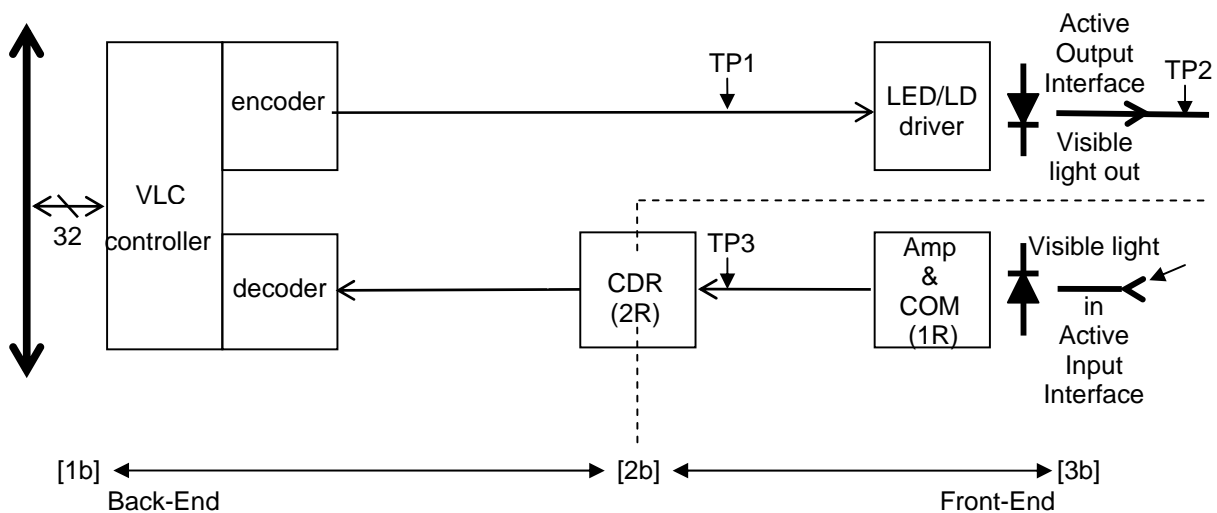 Active
Output
Interface
TP1
TP2
encoder
LED/LD
driver
Visible
light out
VLC
controller
32
decoder
CDR
(2R)
TP3
Amp
&
COM
(1R)
Visible light
in
Active
Input
Interface
[1b]
[2b]
[3b]
Back-End
Front-End